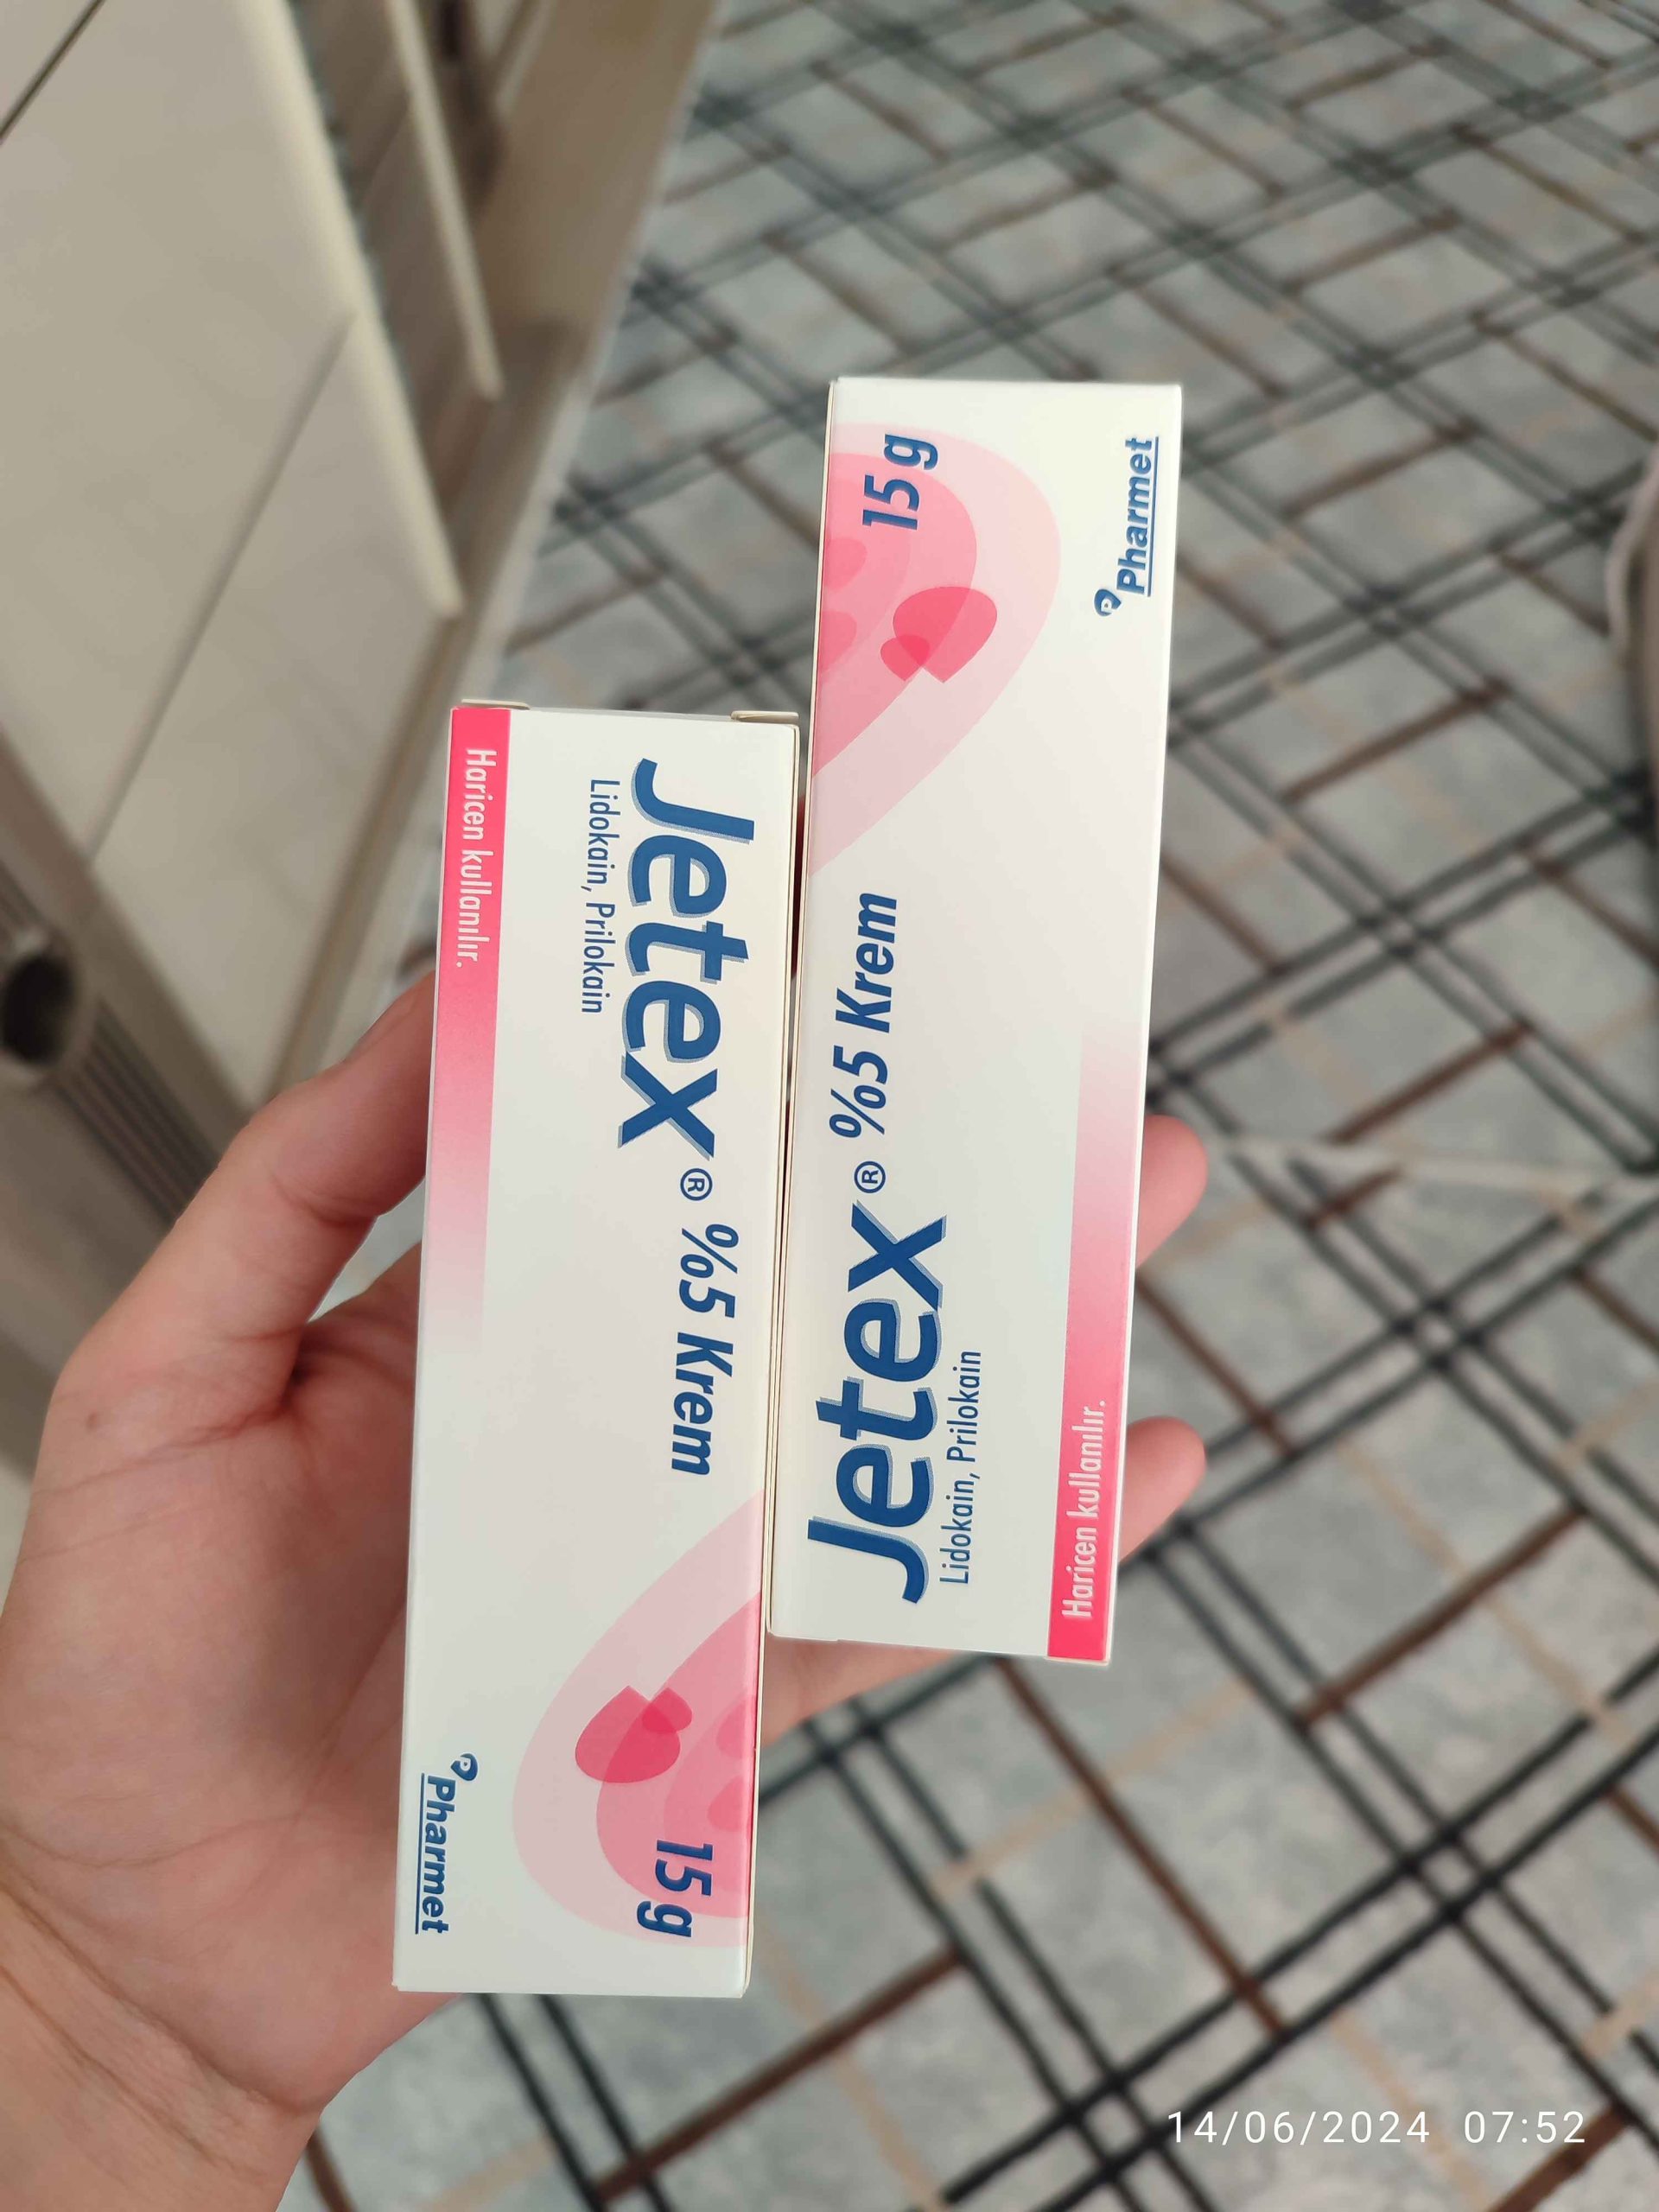 Jetex® %5 Krem
Lidokain, Prilokain
Haricen kullanılır.
15 g
Pharmet
Jetex® %5 Krem
Lidokain, Prilokain
Haricen kullanılır.
15 g
Pharmet
14/06/2024 07:52